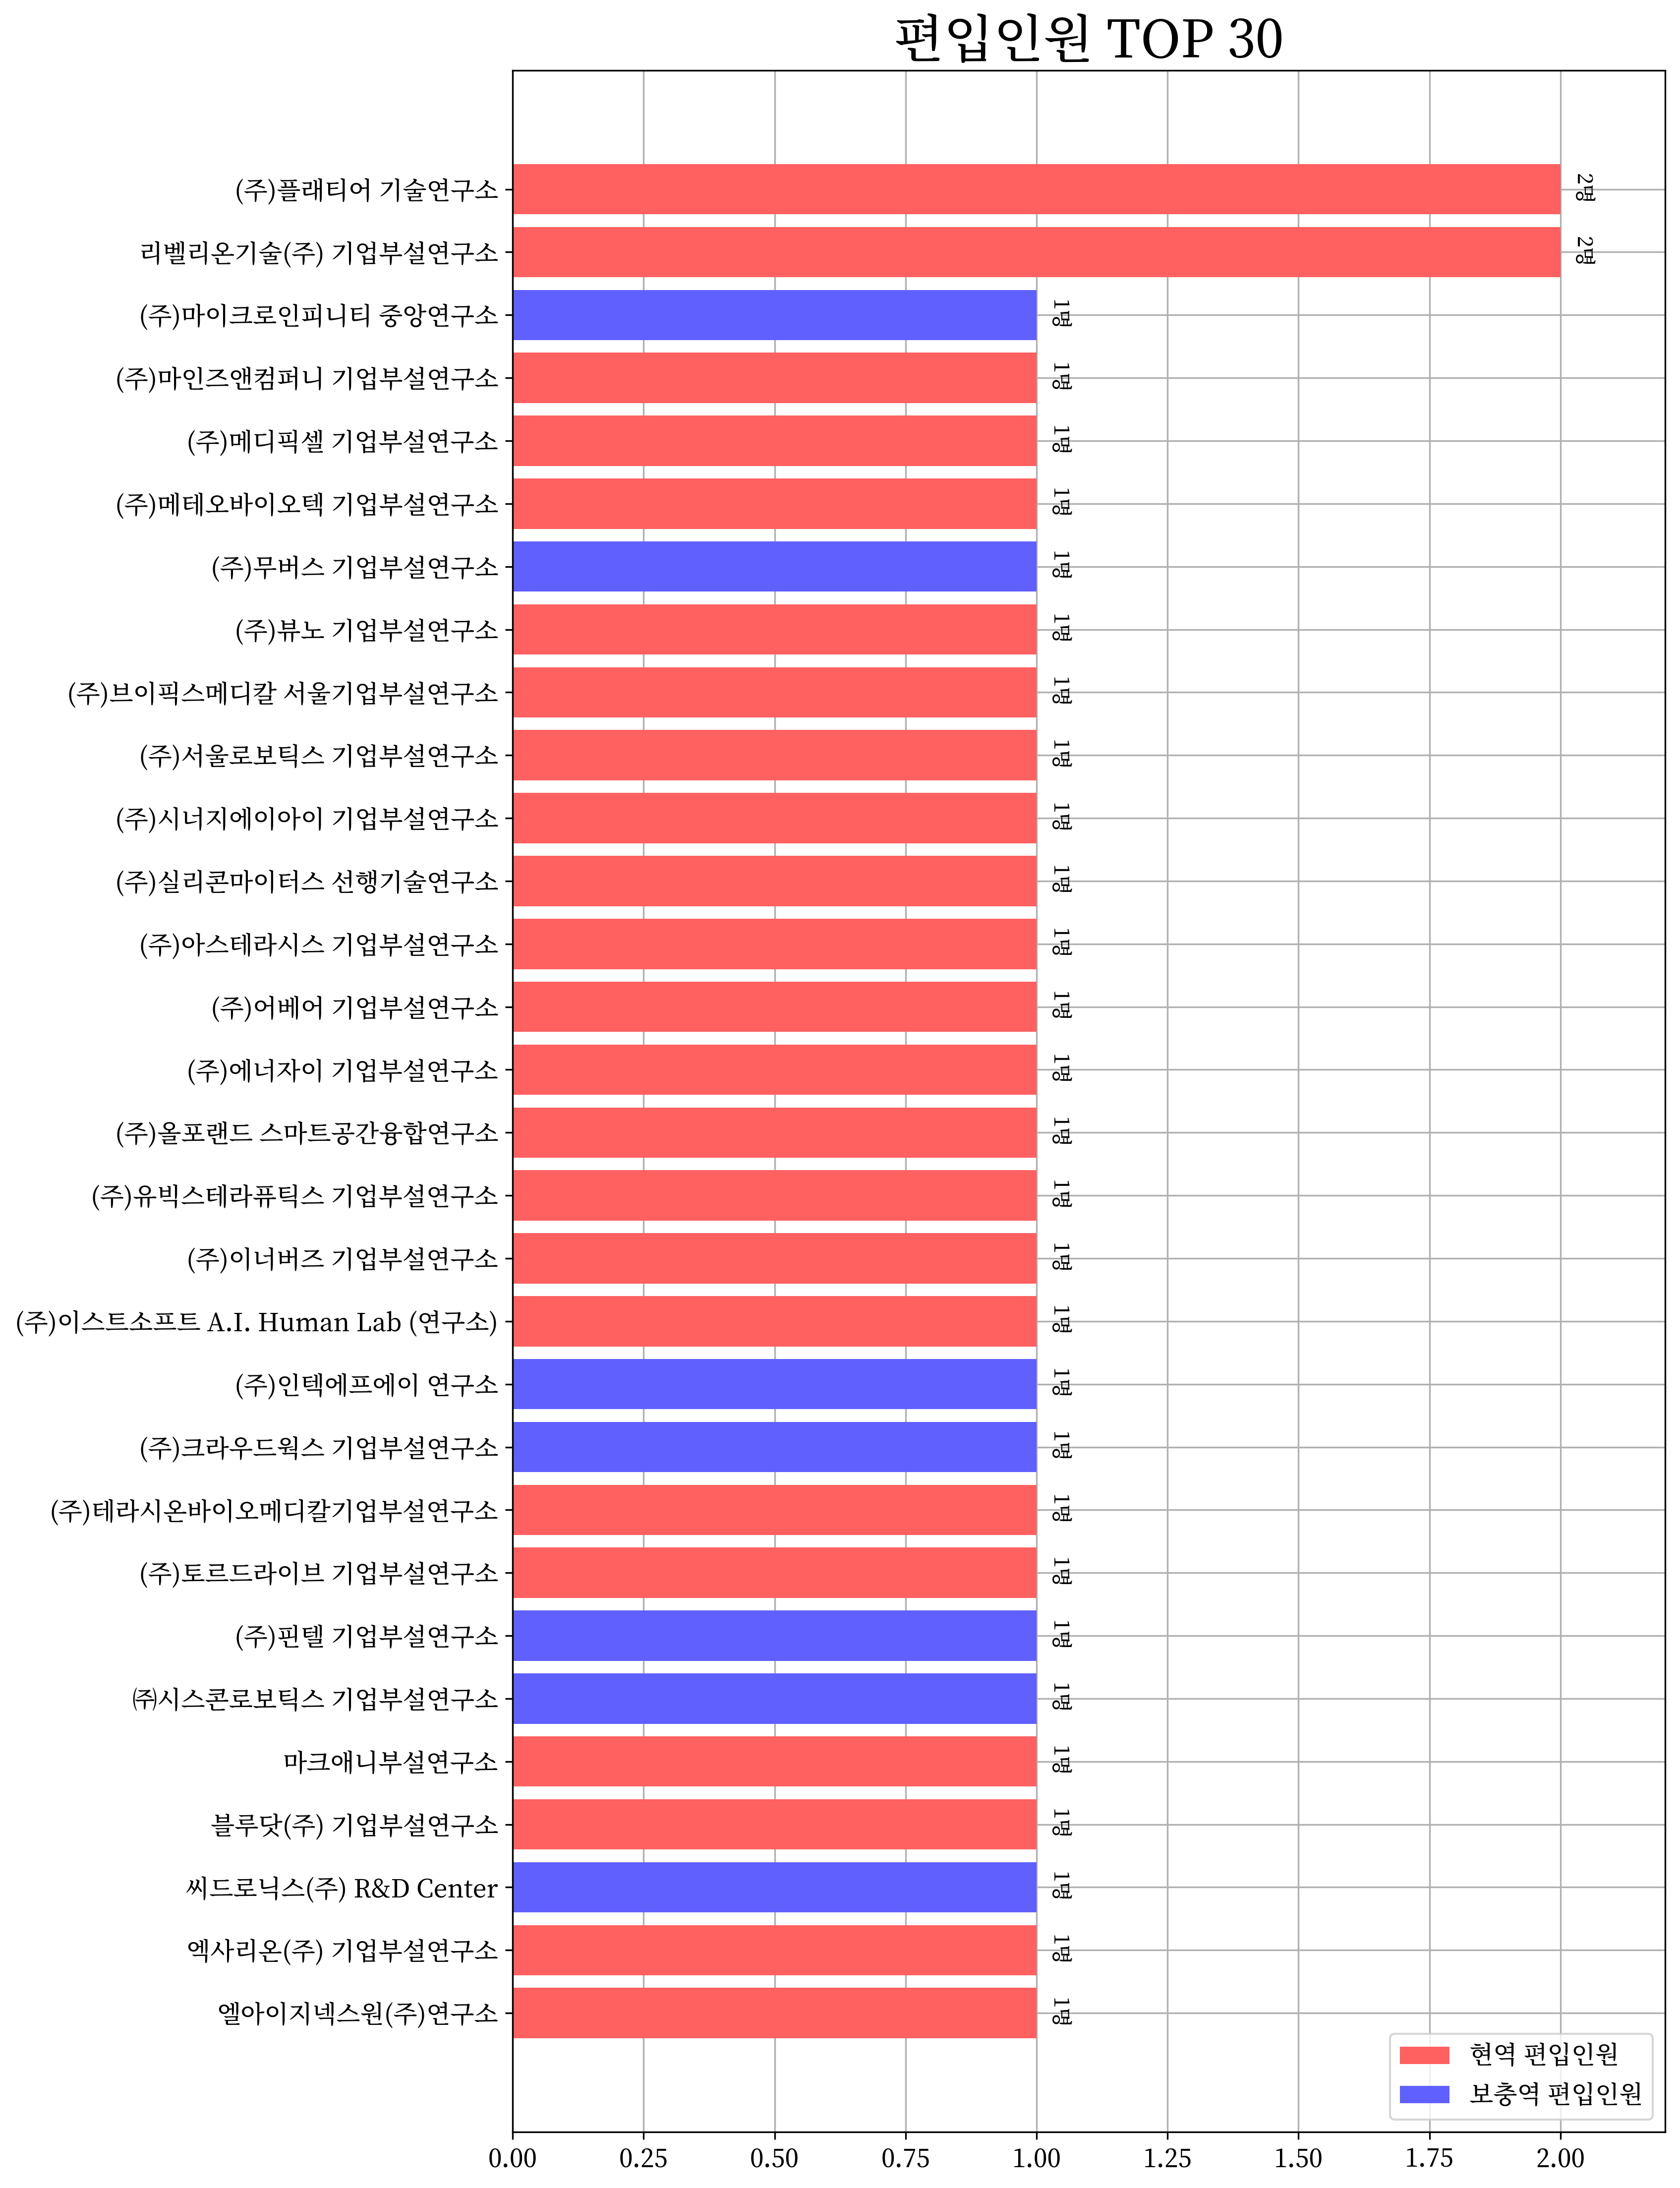 편입인원 TOP 30
(주)플래티어 기술연구소 2명
리벨리온기술(주) 기업부설연구소 2명
(주)마이크로인피니티 중앙연구소 1명
(주)마인즈앤컴퍼니 기업부설연구소 1명
(주)메디픽셀 기업부설연구소 1명
(주)메테오바이오텍 기업부설연구소 1명
(주)무버스 기업부설연구소 1명
(주)뷰노 기업부설연구소 1명
(주)브이픽스메디칼 서울기업부설연구소 1명
(주)서울로보틱스 기업부설연구소 1명
(주)시너지에이아이 기업부설연구소 1명
(주)실리콘마이터스 선행기술연구소 1명
(주)아스테라시스 기업부설연구소 1명
(주)어베어 기업부설연구소 1명
(주)에너자이 기업부설연구소 1명
(주)올포랜드 스마트공간융합연구소 1명
(주)유빅스테라퓨틱스 기업부설연구소 1명
(주)이너버즈 기업부설연구소 1명
(주)이스트소프트 A.I. Human Lab (연구소) 1명
(주)인텍에프에이 연구소 1명
(주)크라우드웍스 기업부설연구소 1명
(주)테라시온바이오메디칼기업부설연구소 1명
(주)토르드라이브 기업부설연구소 1명
(주)핀텔 기업부설연구소 1명
㈜시스콘로보틱스 기업부설연구소 1명
마크애니부설연구소 1명
블루닷(주) 기업부설연구소 1명
씨드로닉스(주) R&D Center 1명
엑사리온(주) 기업부설연구소 1명
엘아이지넥스원(주)연구소 1명
현역 편입인원
보충역 편입인원
0.00 0.25 0.50 0.75 1.00 1.25 1.50 1.75 2.00